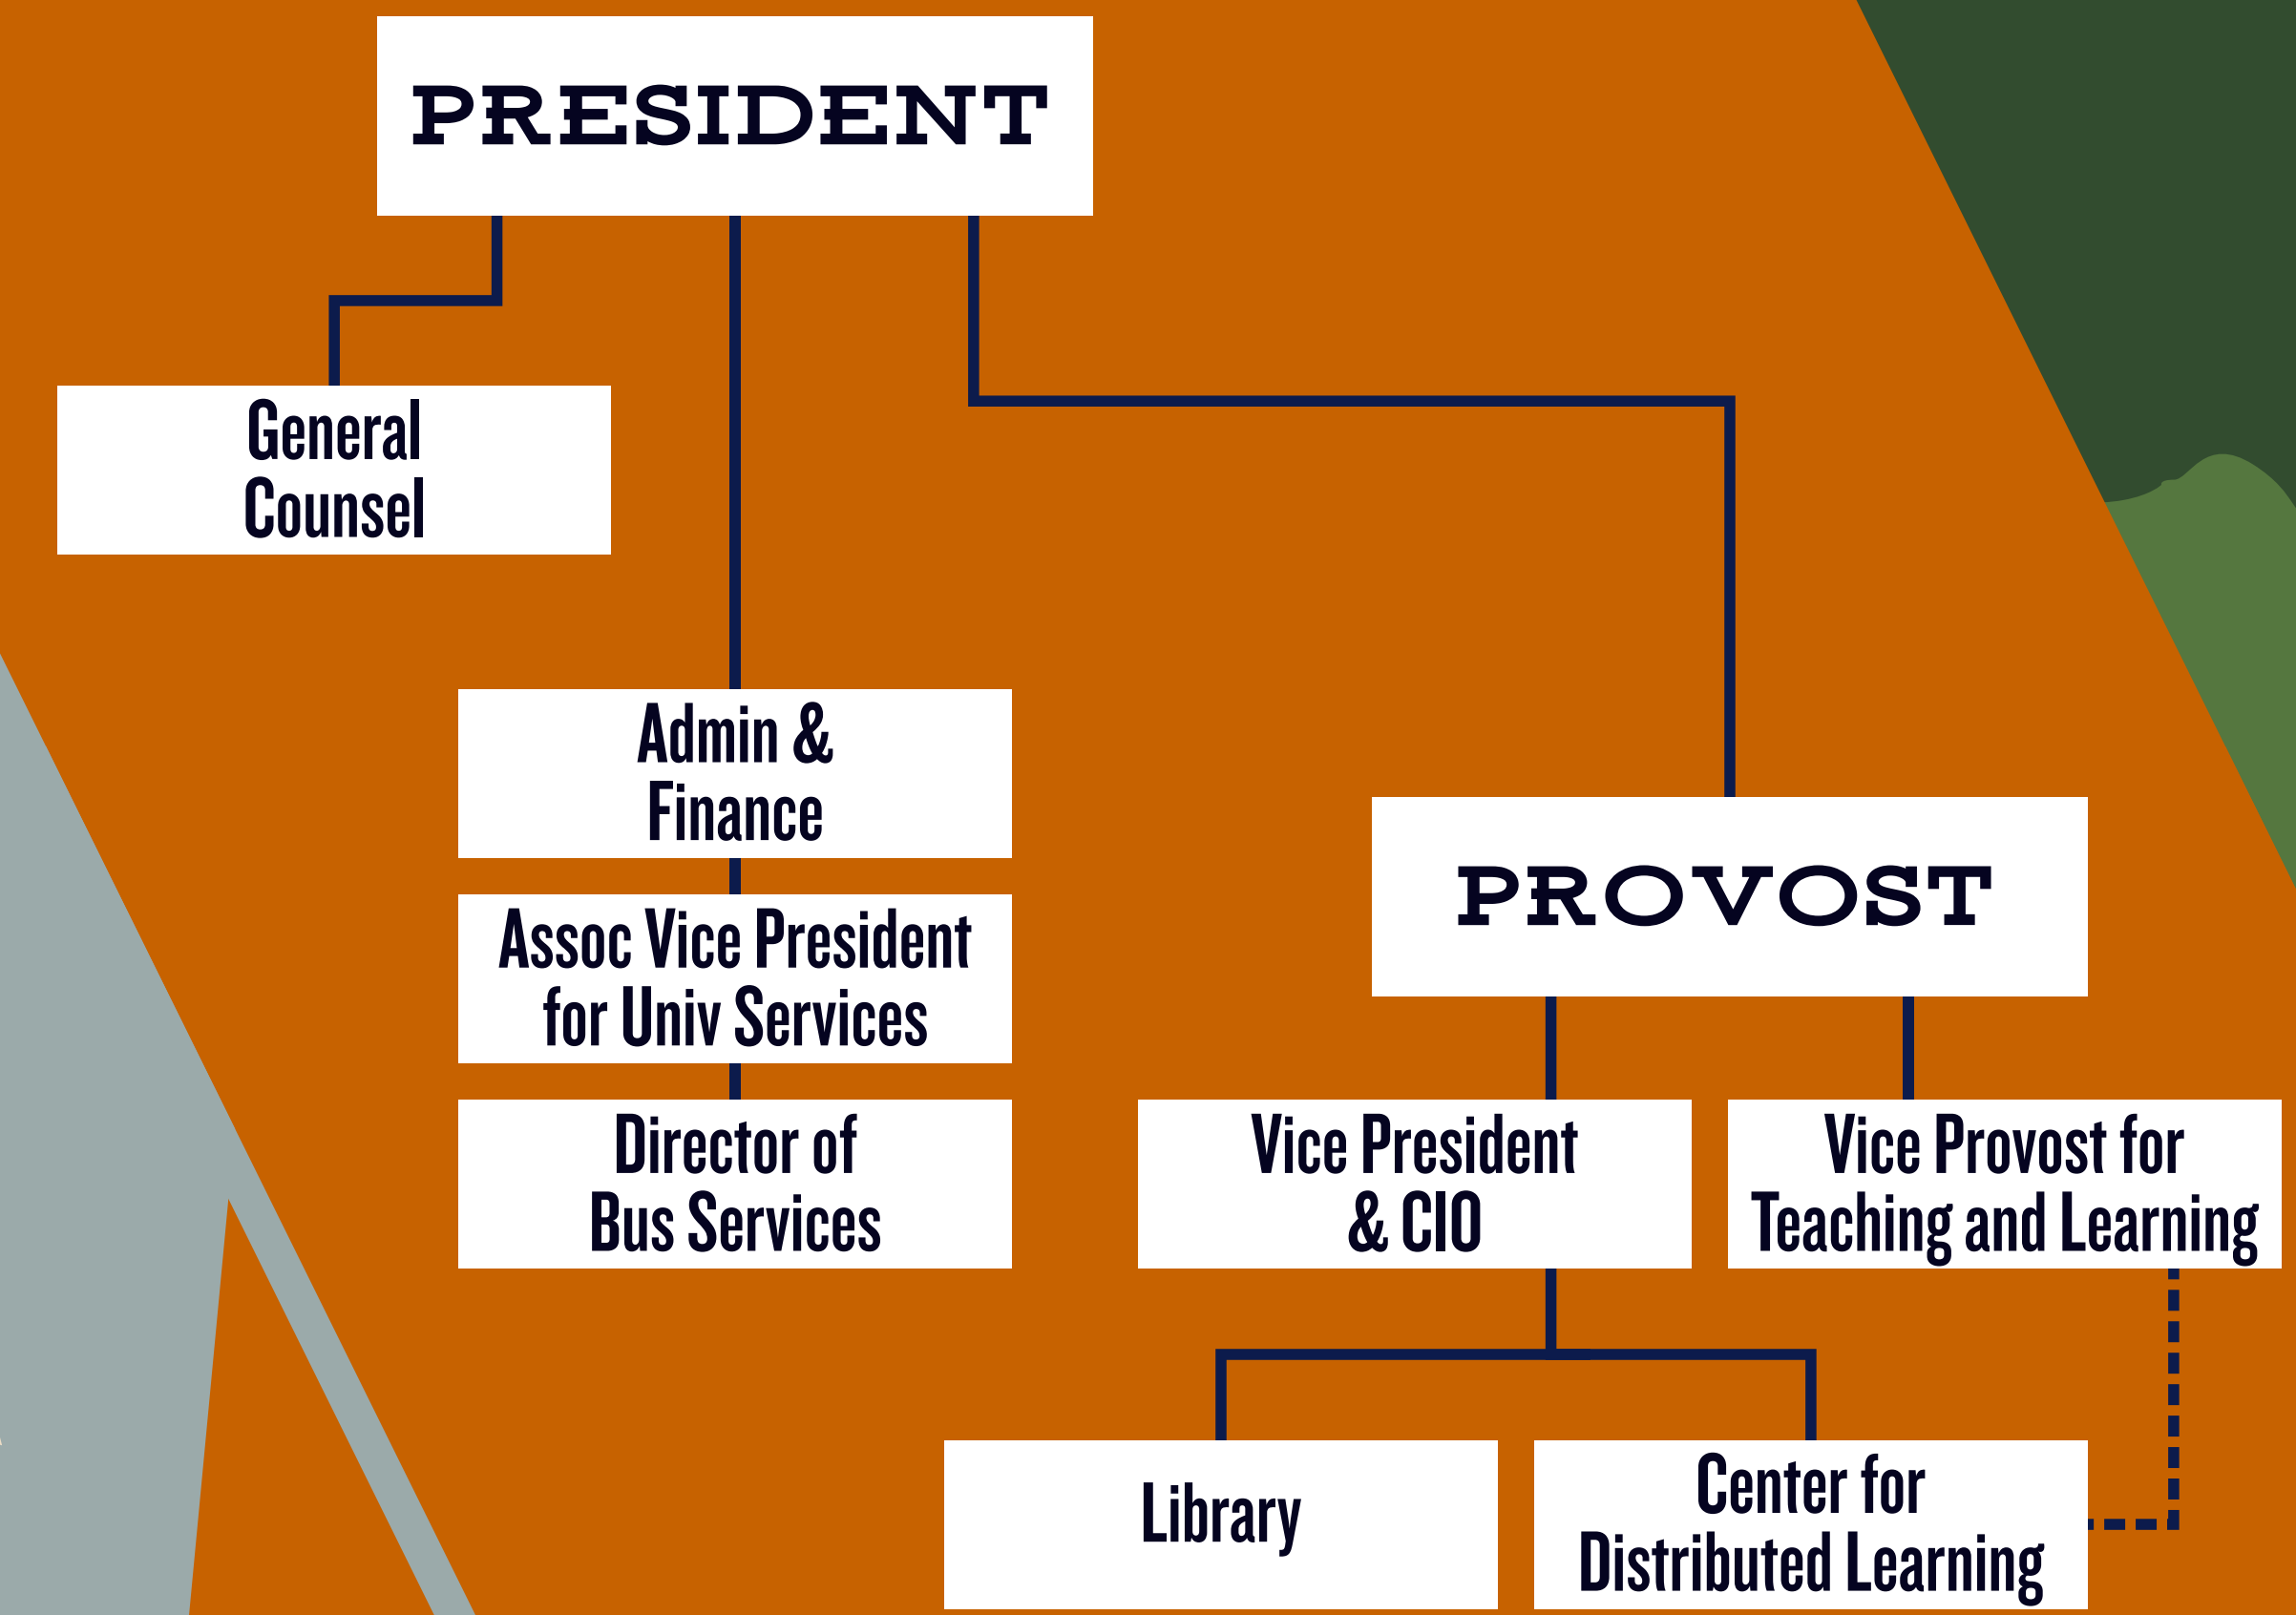 PRESIDENT
General
Counsel
Admin &
Finance
Assoc Vice President
for Univ Services
Director of
Bus Services
PROVOST
Vice President
& CIO
Vice Provost for
Teaching and Learning
Library
Center for
Distributed Learning